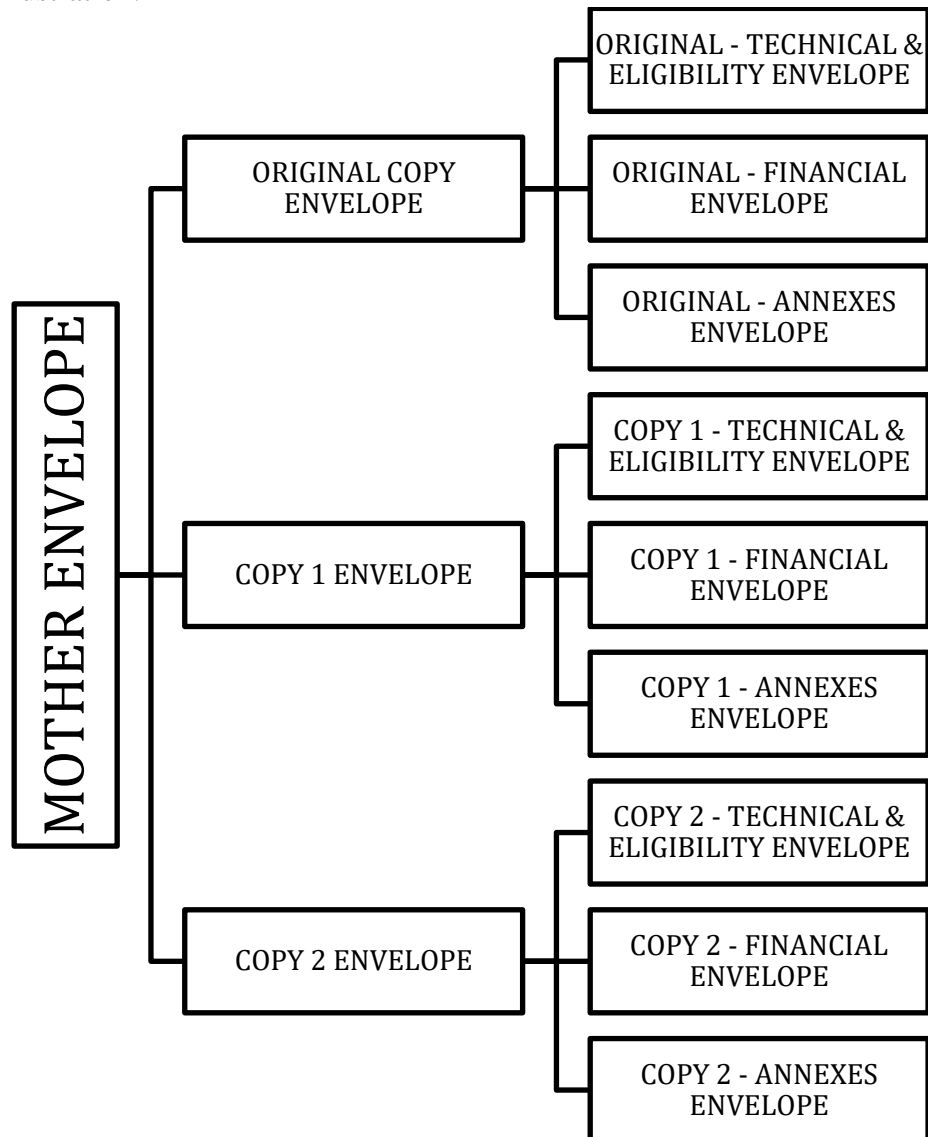 ORIGINAL - TECHNICAL &
ELIGIBILITY ENVELOPE
ORIGINAL COPY
ENVELOPE
ORIGINAL - FINANCIAL
ENVELOPE
ORIGINAL - ANNEXES
ENVELOPE
MOTHER ENVELOPE
COPY 1 - TECHNICAL &
ELIGIBILITY ENVELOPE
COPY 1 ENVELOPE
COPY 1 - FINANCIAL
ENVELOPE
COPY 1 - ANNEXES
ENVELOPE
COPY 2 - TECHNICAL &
ELIGIBILITY ENVELOPE
COPY 2 ENVELOPE
COPY 2 - FINANCIAL
ENVELOPE
COPY 2 - ANNEXES
ENVELOPE